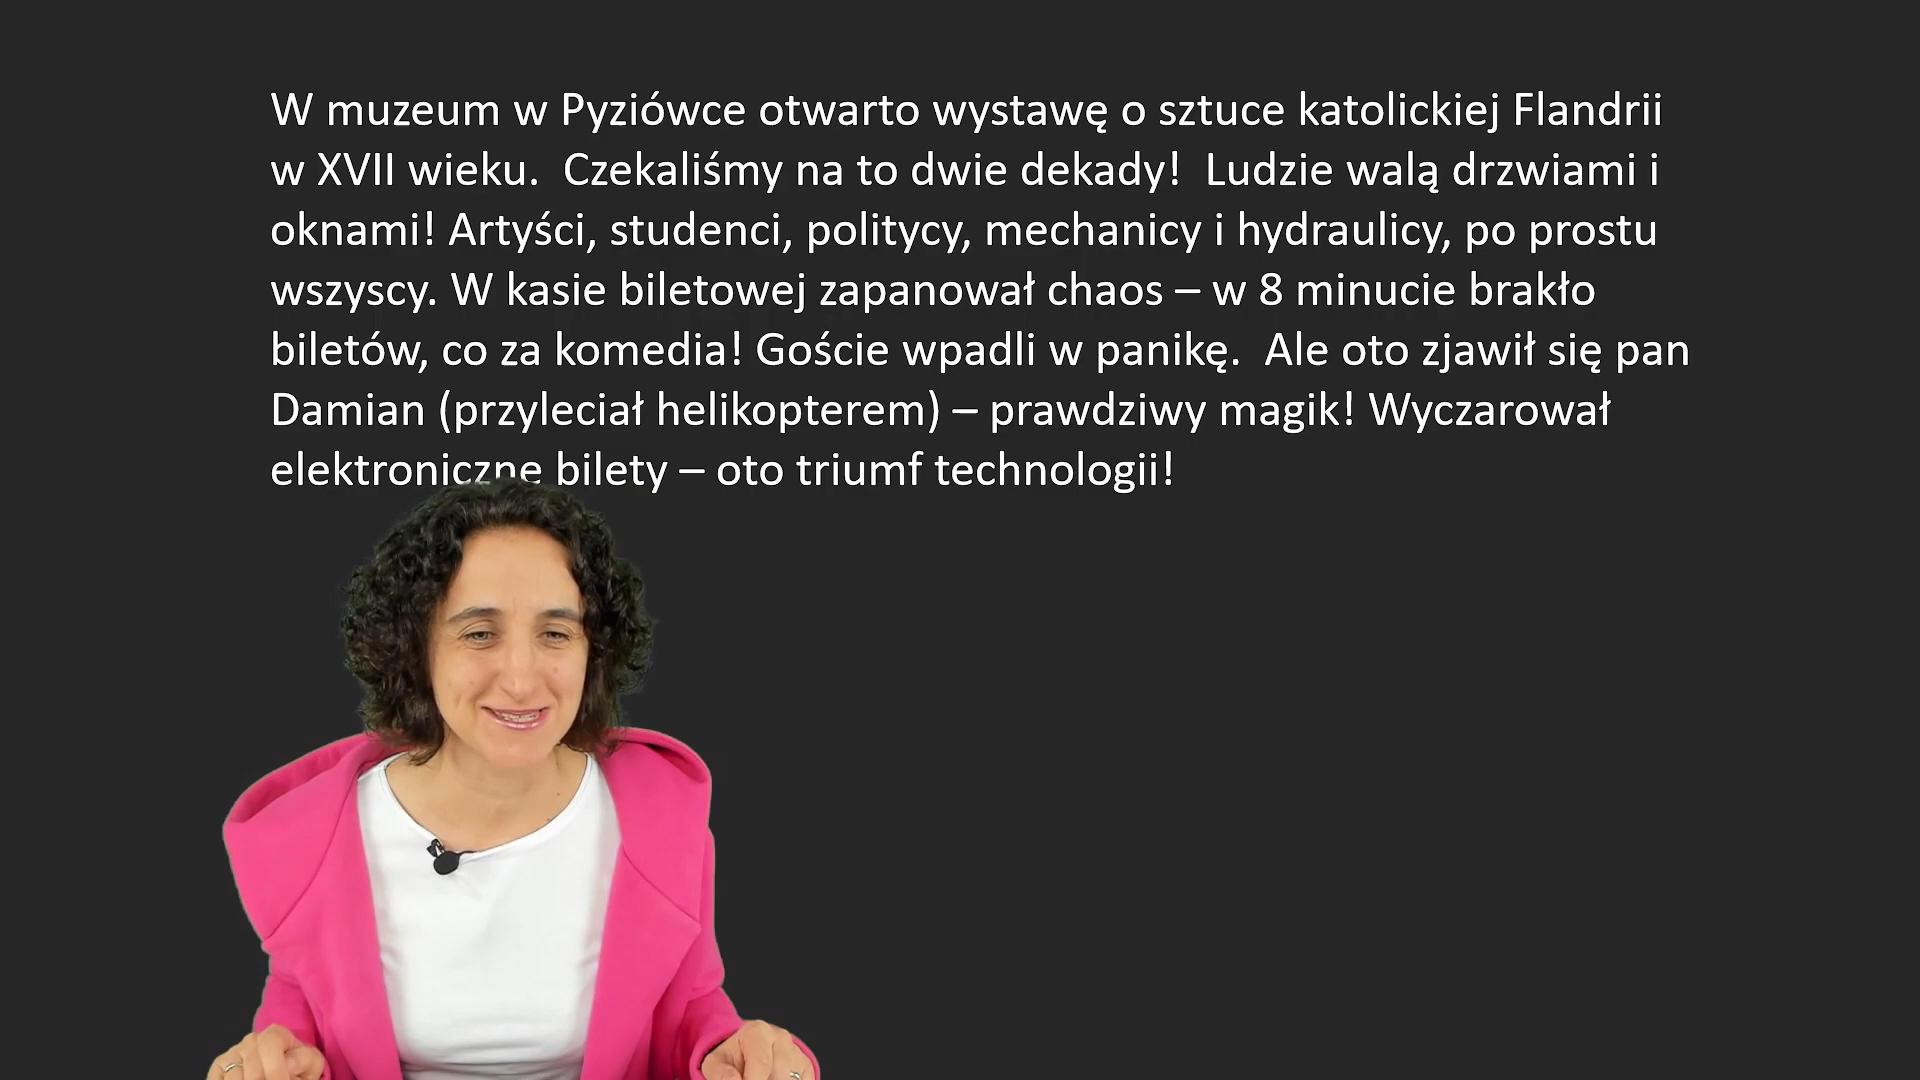 W muzeum w Pyziówce otwarto wystawę o sztuce katolickiej Flandrii
w XVII wieku.  Czekaliśmy na to dwie dekady!  Ludzie walą drzwiami i
oknami! Artyści, studenci, politycy, mechanicy i hydraulicy, po prostu
wszyscy. W kasie biletowej zapanował chaos – w 8 minucie brakło
biletów, co za komedia! Goście wpadli w panikę.  Ale oto zjawił się pan
Damian (przyleciał helikopterem) – prawdziwy magik! Wyczarował
elektroniczne bilety – oto triumf technologii!